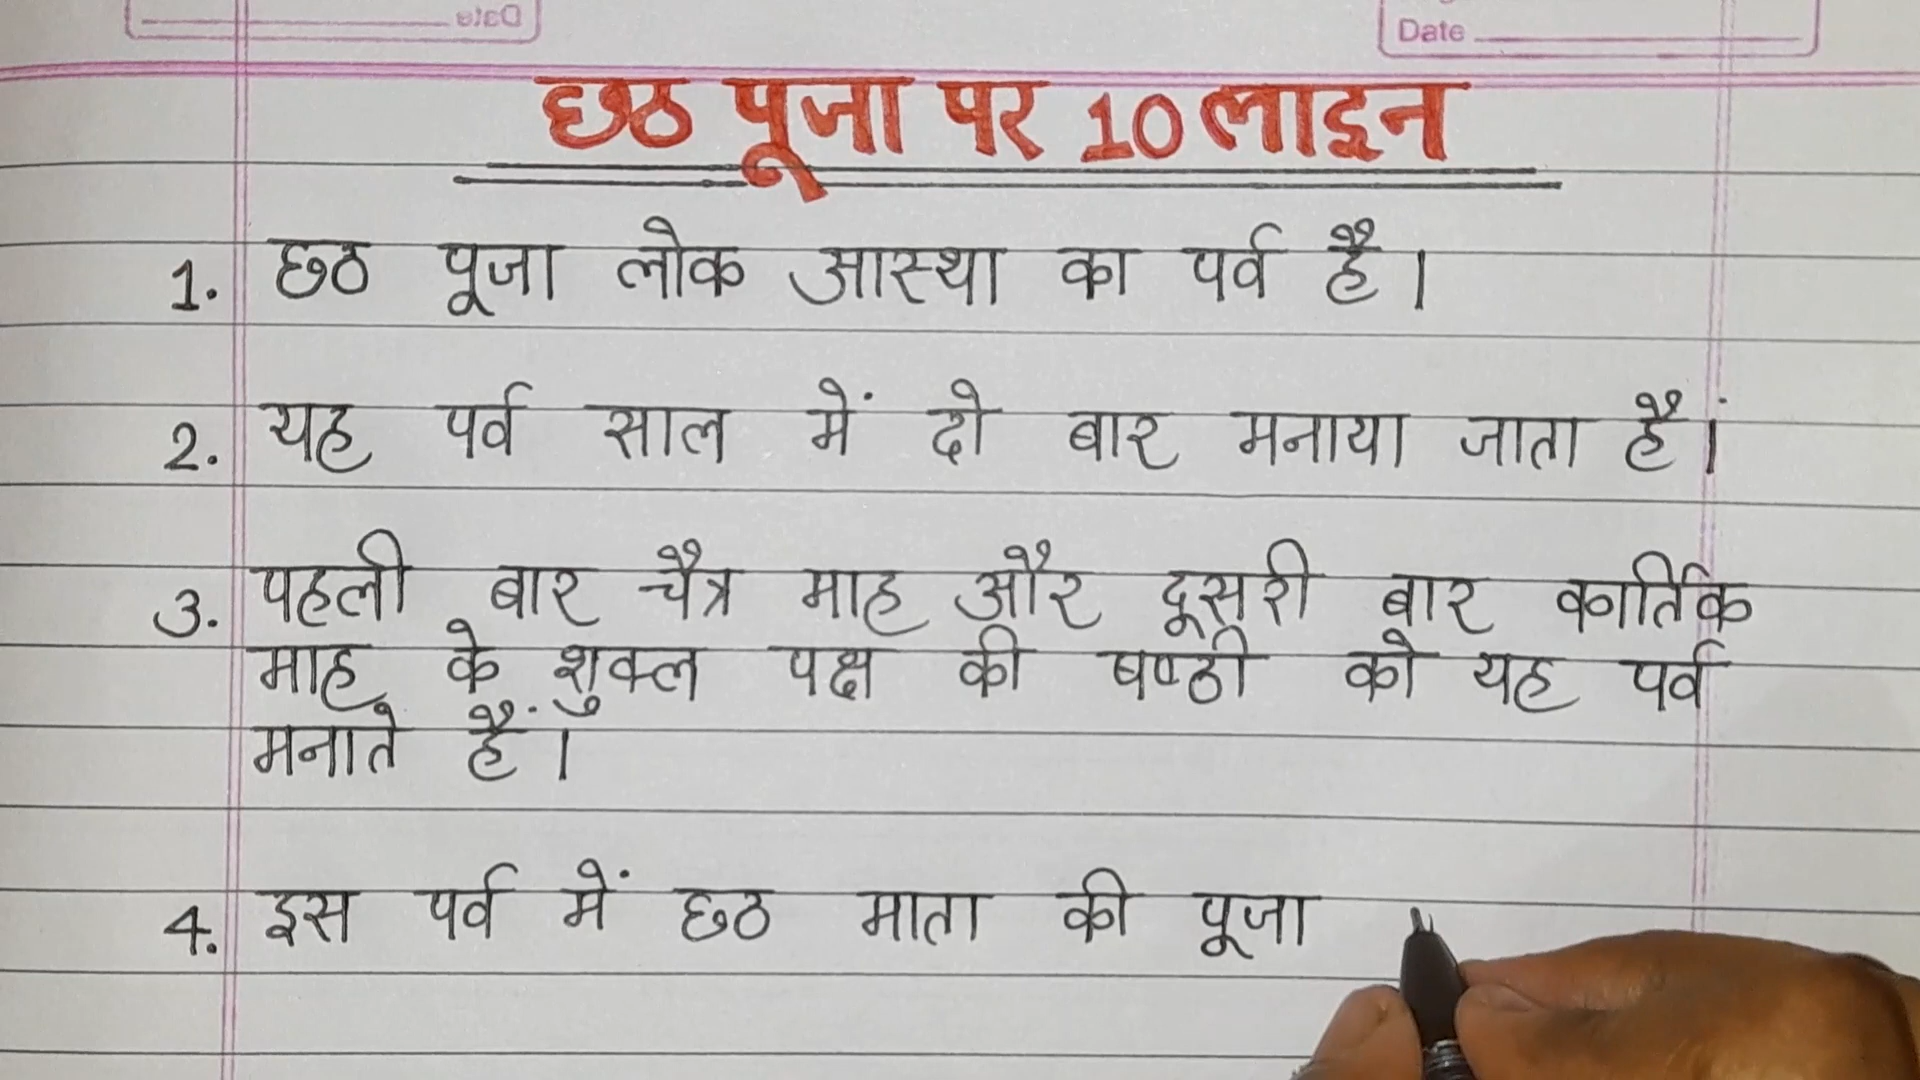 Date
Date
छठ पूजा पर 10 लाइन
1. छठ पूजा लोक आस्था का पर्व है।
2. यह पर्व साल में दो बार मनाया जाता है।
3. पहली बार चैत्र माह और दूसरी बार कार्तिक
माह के शुक्ल पक्ष की षष्ठी को यह पर्व
मनाते हैं।
4. इस पर्व में छठ माता की पूजा